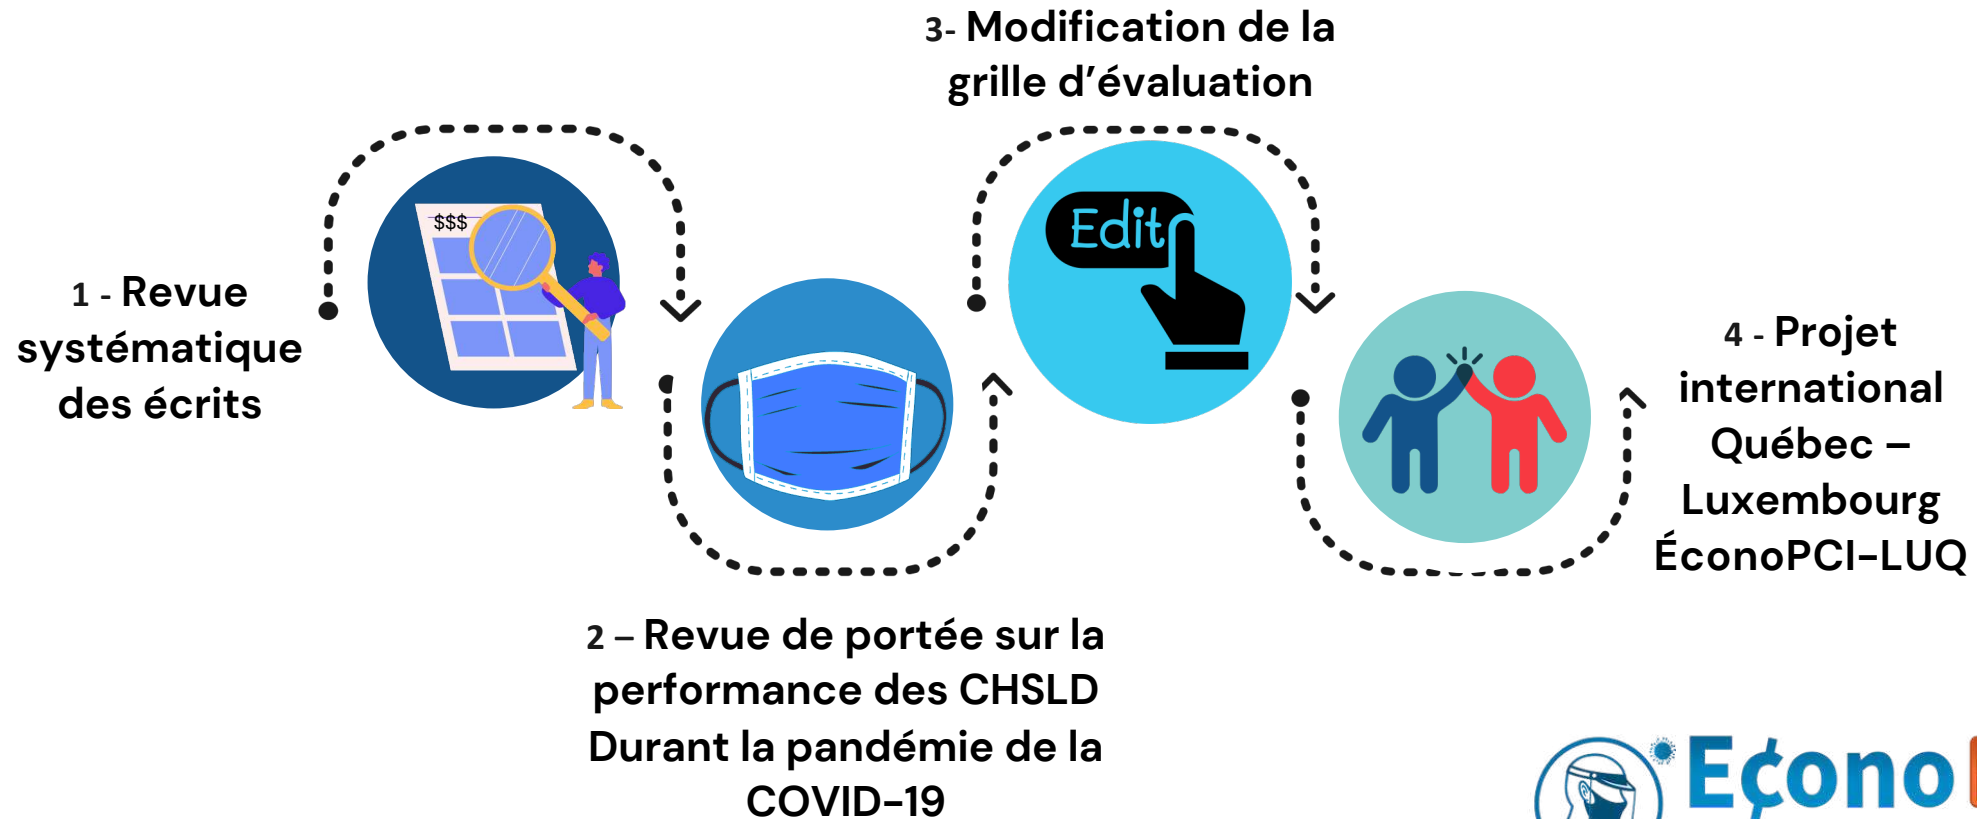 1 - Revue
systématique
des écrits
$$$
2 – Revue de portée sur la
performance des CHSLD
Durant la pandémie de la
COVID-19
3- Modification de la
grille d’évaluation
Edit
4 - Projet
international
Québec –
Luxembourg
ÉconoPCI-LUQ
E¢ono